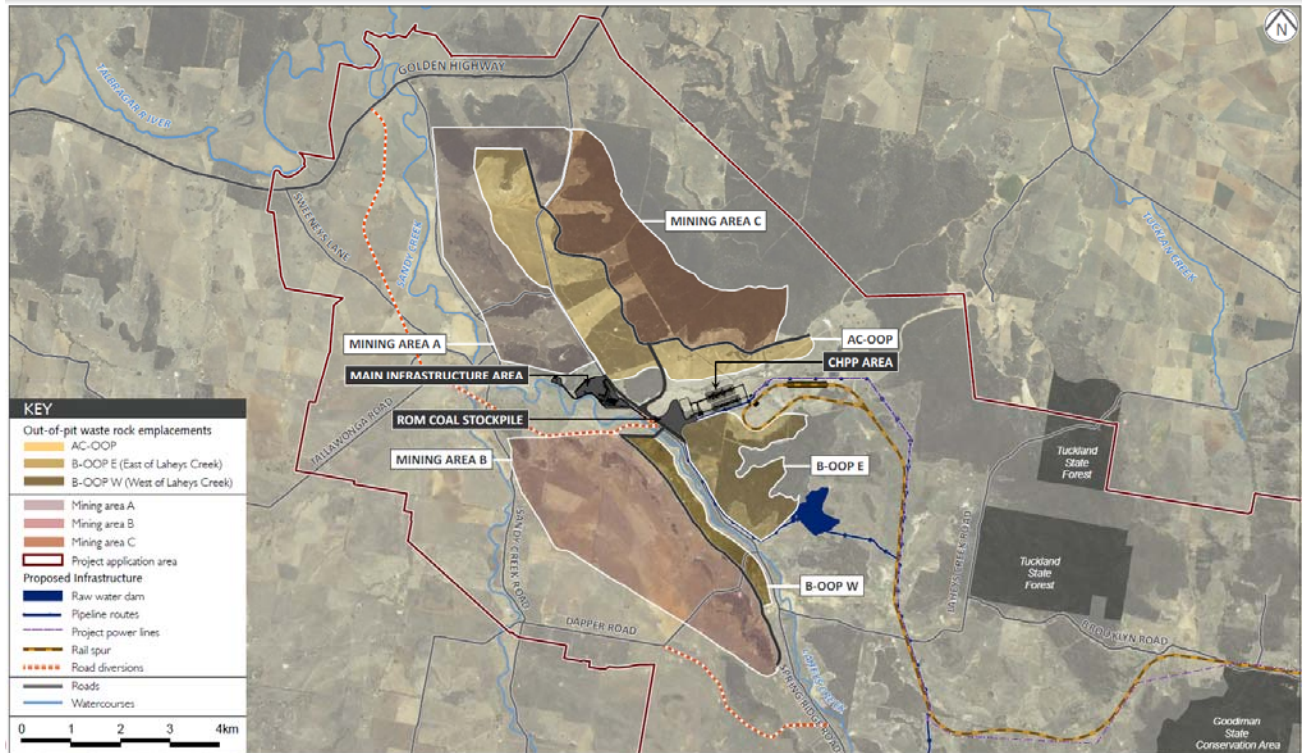 N
TALBRAGAR RIVER
GOLDEN HIGHWAY
SWEENEYS LANE
SANDY CREEK
MINING AREA C
TUCKLAN CREEK
MINING AREA A
AC-OOP
CHPP AREA
MAIN INFRASTRUCTURE AREA
ROM COAL STOCKPILE
TALLAWONGA ROAD
MINING AREA B
B-OOP E
Tuckland
State
Forest
SANDY CREEK ROAD
LAHEYS CREEK ROAD
Tuckland
State
Forest
B-OOP W
DAPPER ROAD
BROOKLYN ROAD
LAHEYS CREEK
SPRING RIDGE ROAD
Goodiman
State
Conservation Area
KEY
Out-of-pit waste rock emplacements
AC-OOP
B-OOP E (East of Laheys Creek)
B-OOP W (West of Laheys Creek)
Mining area A
Mining area B
Mining area C
Project application area
Proposed Infrastructure
Raw water dam
Pipeline routes
Project power lines
Rail spur
Road diversions
Roads
Watercourses
0 1 2 3 4km